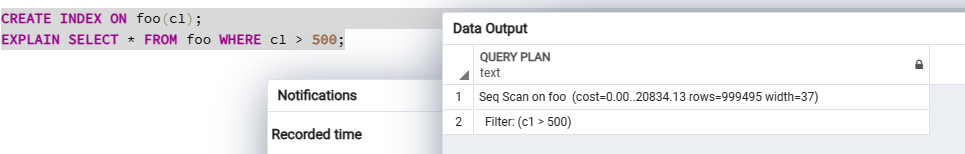 CREATE INDEX ON foo(c1);
EXPLAIN SELECT * FROM foo WHERE c1 > 500;
Data Output
QUERY PLAN
text
1 Seq Scan on foo (cost=0.00..20834.13 rows=999495 width=37)
2 Filter: (c1 > 500)
Notifications
Recorded time